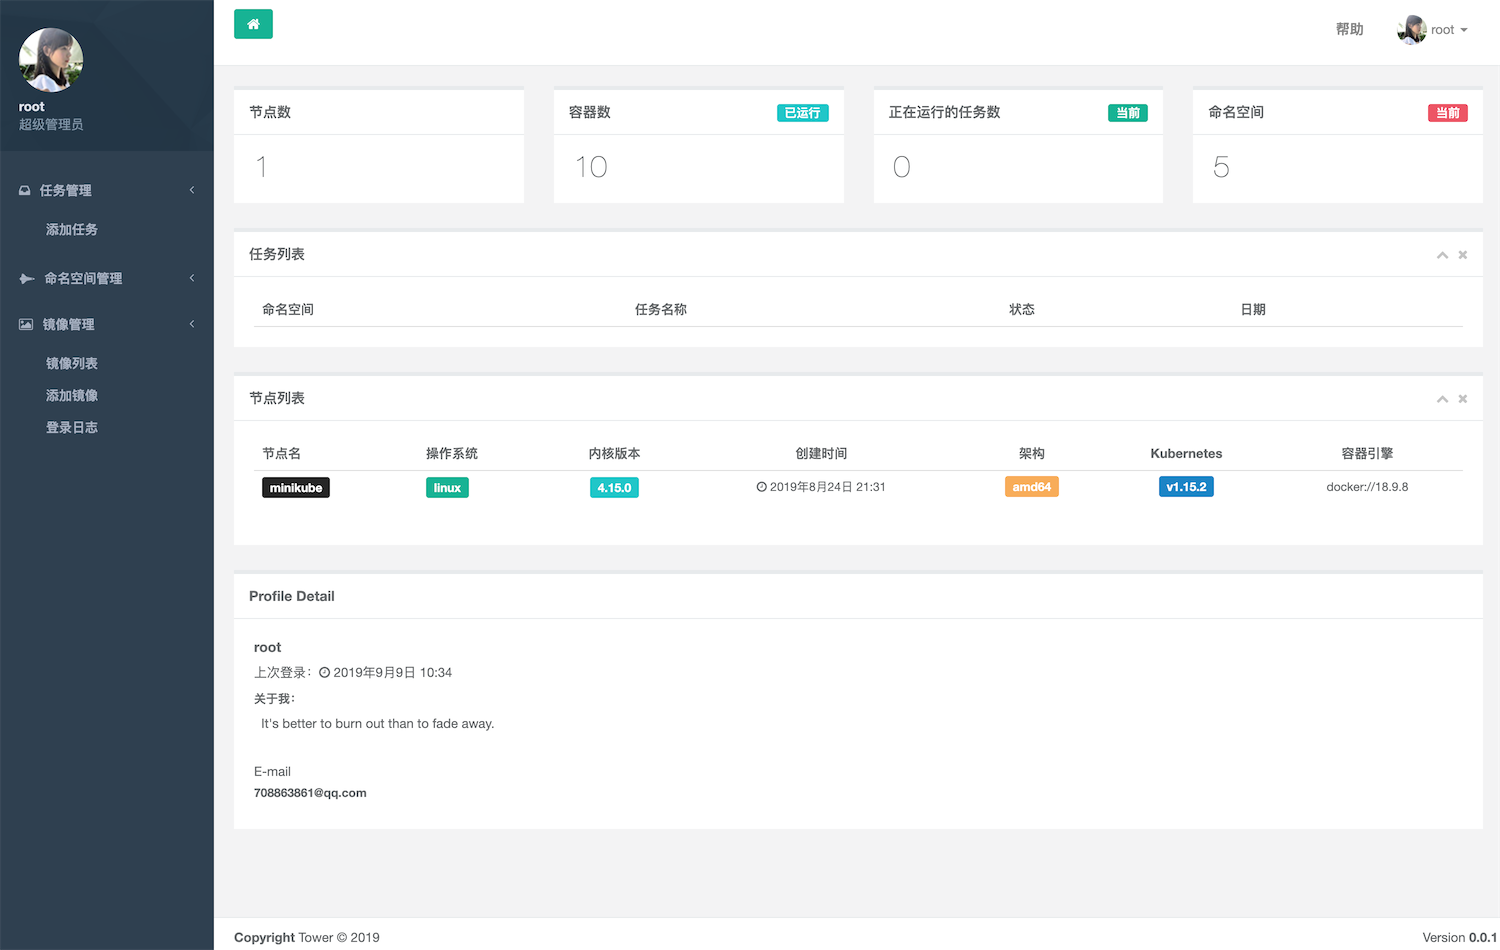 root
超级管理员
任务管理
添加任务
命名空间管理
镜像管理
镜像列表
添加镜像
登录日志
帮助
root
节点数
1
容器数 已运行
10
正在运行的任务数 当前
0
命名空间 当前
5
任务列表
命名空间 任务名称 状态 日期
节点列表
节点名 操作系统 内核版本 创建时间 架构 Kubernetes 容器引擎
minikube linux 4.15.0 2019年8月24日 21:31 amd64 v1.15.2 docker://18.9.8
Profile Detail
root
上次登录： 2019年9月9日 10:34
关于我：
It's better to burn out than to fade away.
E-mail
708863861@qq.com
Copyright Tower © 2019
Version 0.0.1